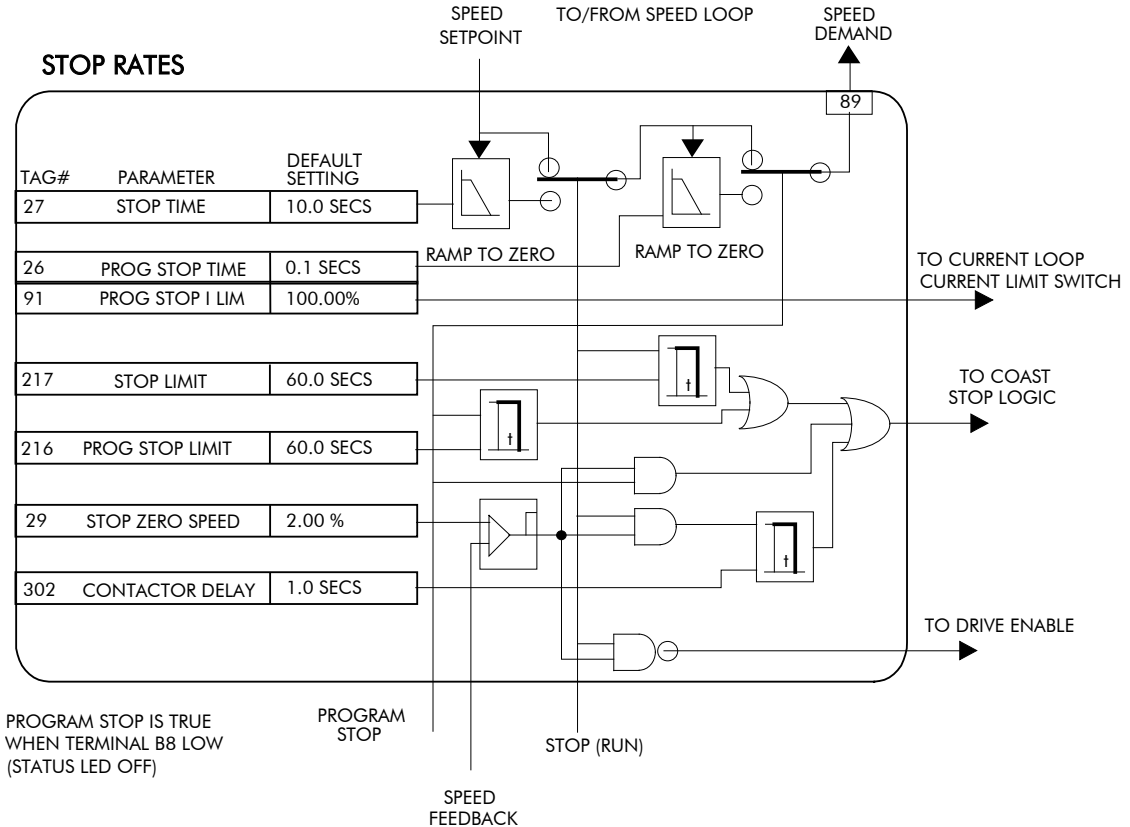 SPEED
SETPOINT
TO/FROM SPEED LOOP
SPEED
DEMAND
STOP RATES
89
TAG# PARAMETER DEFAULT
SETTING
27 STOP TIME 10.0 SECS
RAMP TO ZERO
RAMP TO ZERO
26 PROG STOP TIME 0.1 SECS
91 PROG STOP I LIM 100.00%
TO CURRENT LOOP
CURRENT LIMIT SWITCH
217 STOP LIMIT 60.0 SECS
t
TO COAST
STOP LOGIC
216 PROG STOP LIMIT 60.0 SECS
t
29 STOP ZERO SPEED 2.00 %
t
302 CONTACTOR DELAY 1.0 SECS
TO DRIVE ENABLE
PROGRAM STOP IS TRUE
WHEN TERMINAL B8 LOW
(STATUS LED OFF)
PROGRAM
STOP
STOP (RUN)
SPEED
FEEDBACK